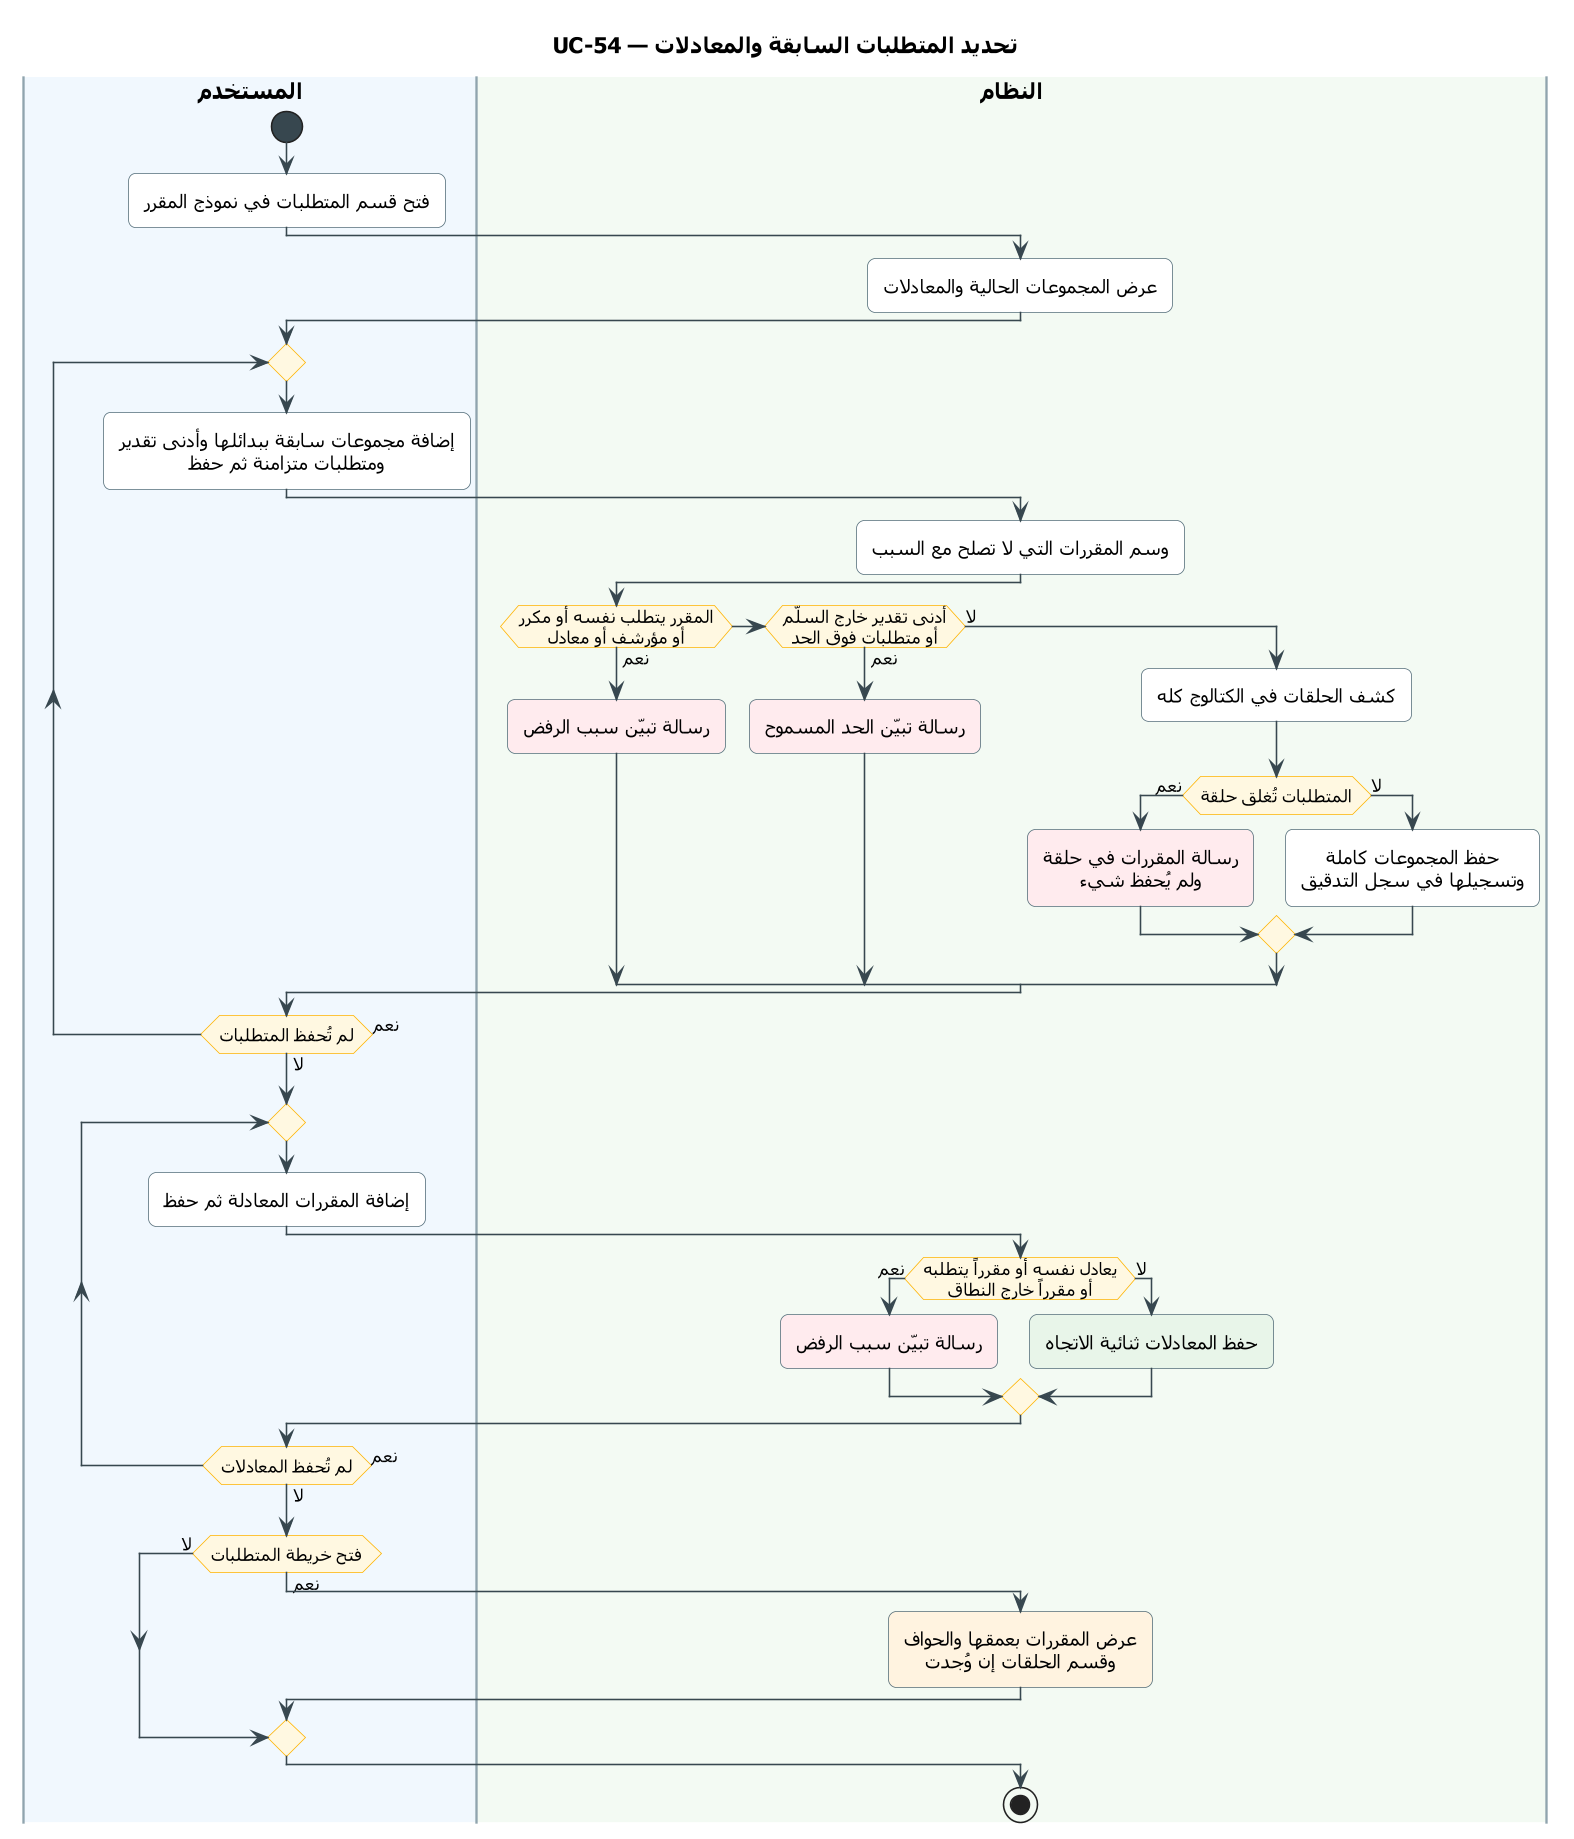 تحديد المتطلبات السابقة والمعادلات — UC-54
المستخدم
النظام
فتح قسم المتطلبات في نموذج المقرر
عرض المجموعات الحالية والمعادلات
إضافة مجموعات سابقة ببدائلها وأدنى تقدير
ومتطلبات متزامنة ثم حفظ
وسم المقررات التي لا تصلح مع السبب
المقرر يتطلب نفسه أو مكرر
أو مؤرشف أو معادل
نعم
أدنى تقدير خارج السلّم
أو متطلبات فوق الحد
لا
نعم
رسالة تبيّن سبب الرفض
رسالة تبيّن الحد المسموح
كشف الحلقات في الكتالوج كله
المتطلبات تُغلق حلقة
نعم
لا
رسالة المقررات في حلقة
ولم يُحفظ شيء
حفظ المجموعات كاملة
وتسجيلها في سجل التدقيق
لم تُحفظ المتطلبات
نعم
لا
إضافة المقررات المعادلة ثم حفظ
يعادل نفسه أو مقرراً يتطلبه
أو مقرراً خارج النطاق
نعم
لا
رسالة تبيّن سبب الرفض
حفظ المعادلات ثنائية الاتجاه
لم تُحفظ المعادلات
نعم
لا
فتح خريطة المتطلبات
لا
نعم
عرض المقررات بعمقها والحواف
وقسم الحلقات إن وُجدت